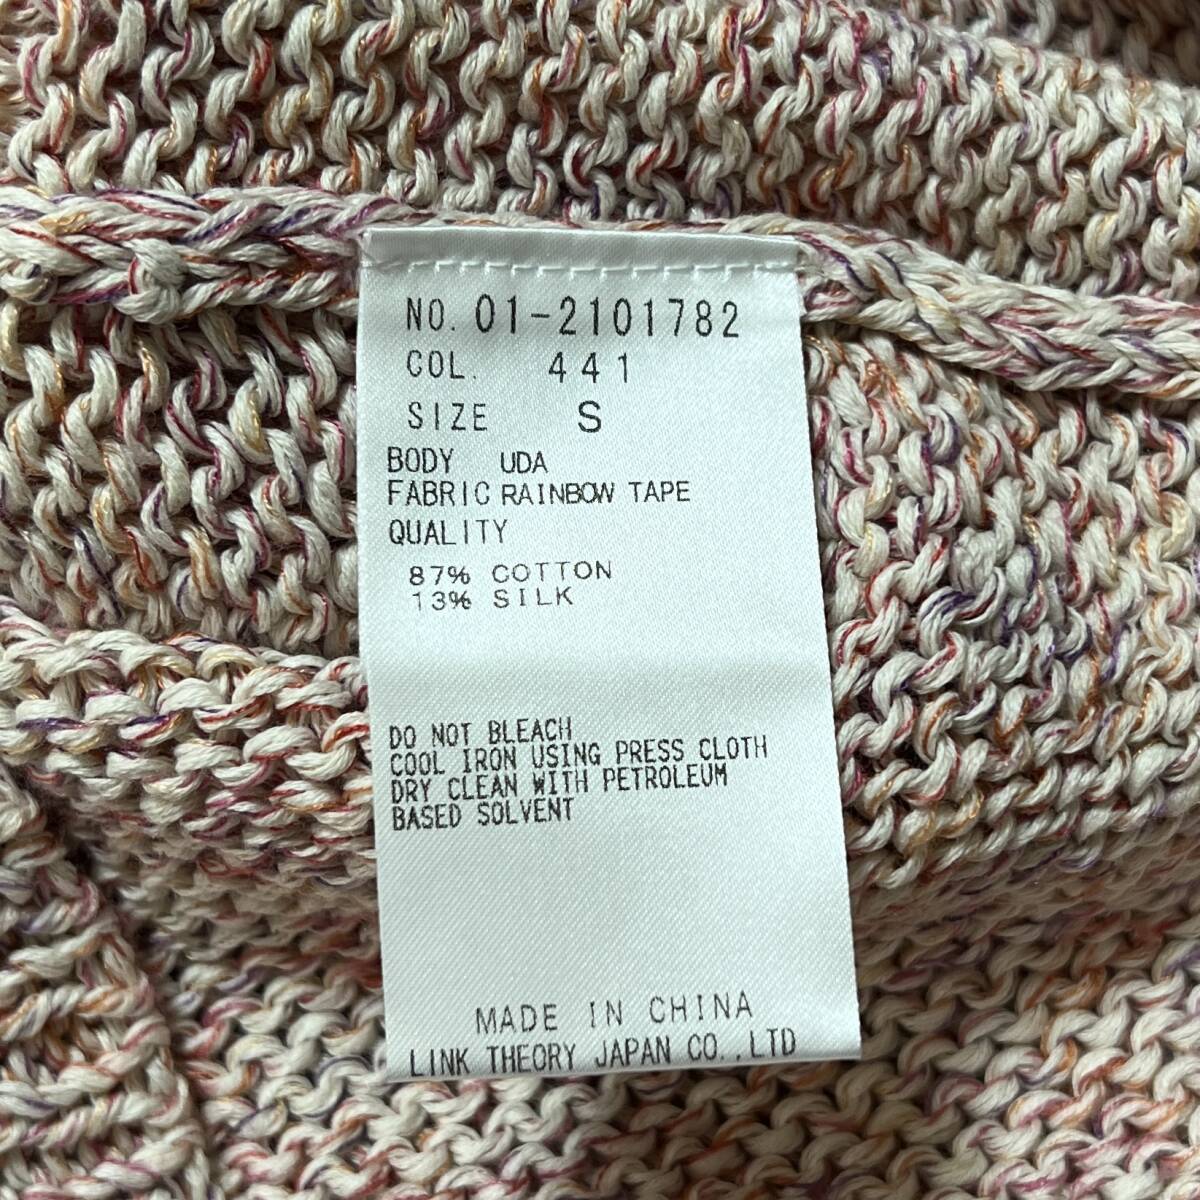 NO. 01-2101782
COL. 441
SIZE S
BODY UDA
FABRIC RAINBOW TAPE
QUALITY
87% COTTON
13% SILK
DO NOT BLEACH
COOL IRON USING PRESS CLOTH
DRY CLEAN WITH PETROLEUM
BASED SOLVENT
MADE IN CHINA
LINK THEORY JAPAN CO.,LTD